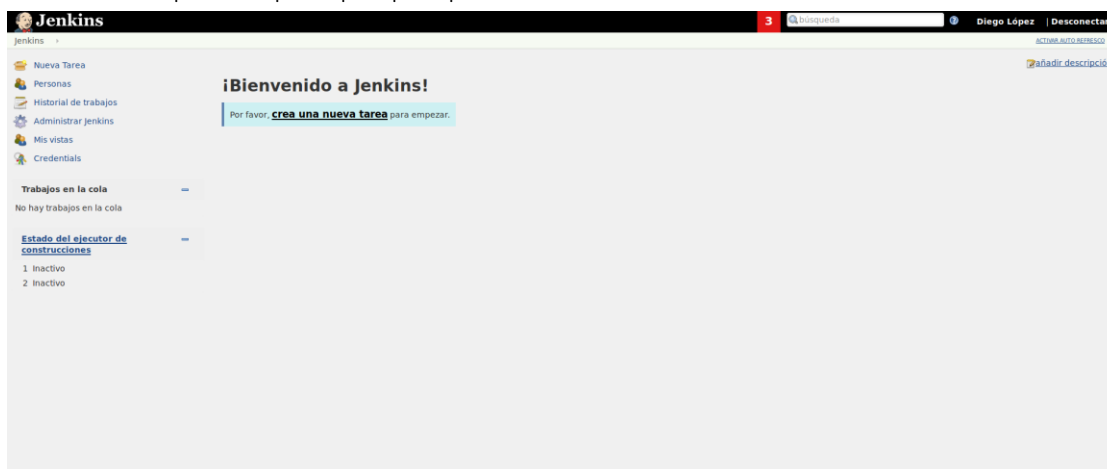 Jenkins
3
búsqueda
Diego López | Desconectar
Jenkins ›
ACTIVAR AUTO REFRESCO
Nueva Tarea
Personas
Historial de trabajos
Administrar Jenkins
Mis vistas
Credentials
añadir descripció
¡Bienvenido a Jenkins!
Por favor, crea una nueva tarea para empezar.
Trabajos en la cola
No hay trabajos en la cola
Estado del ejecutor de
construcciones
1 Inactivo
2 Inactivo